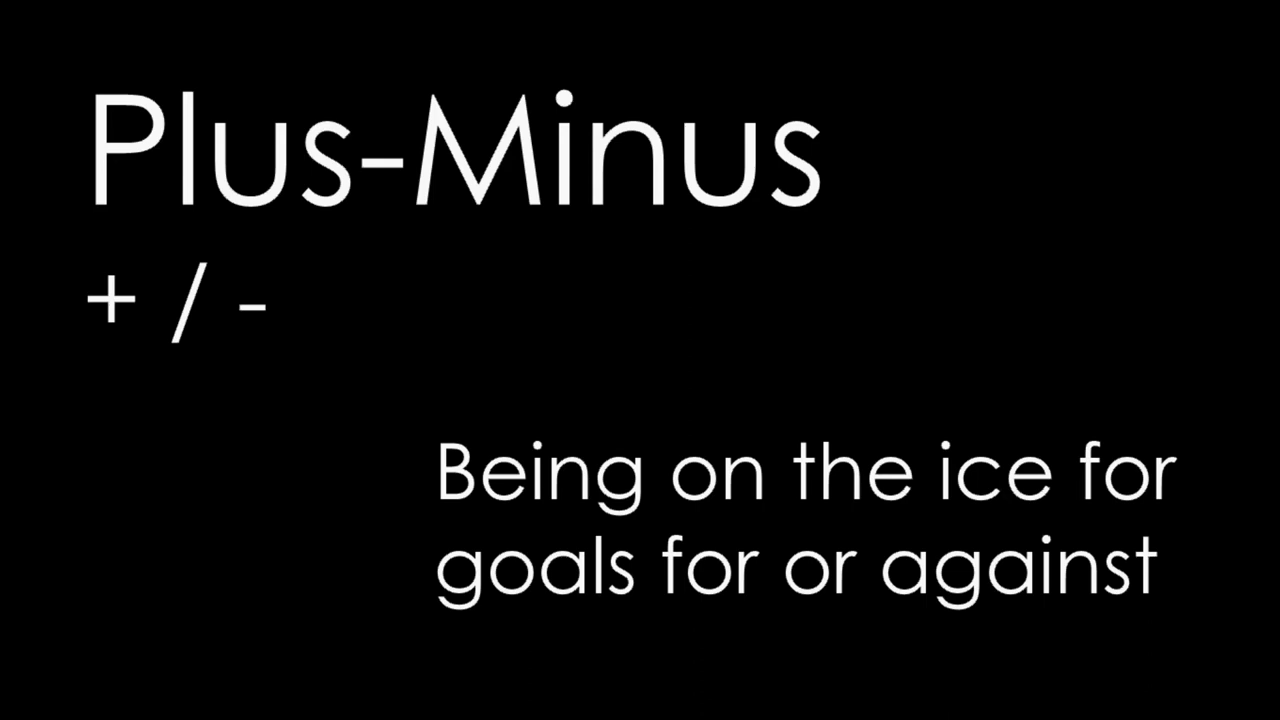 Plus-Minus
+ / -
Being on the ice for
goals for or against